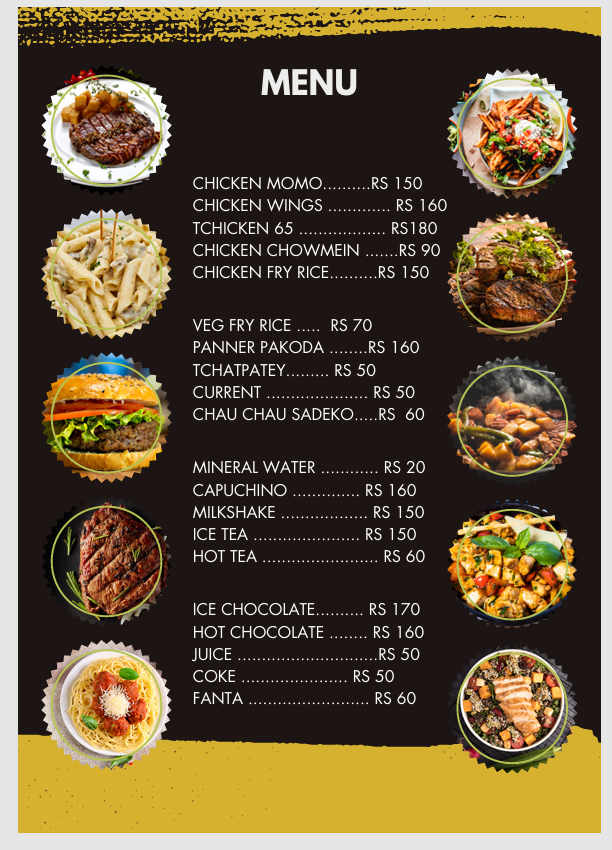 MENU
CHICKEN MOMO..........RS 150
CHICKEN WINGS ............. RS 160
TCHICKEN 65 .................. RS180
CHICKEN CHOWMEIN .......RS 90
CHICKEN FRY RICE..........RS 150
VEG FRY RICE ..... RS 70
PANNER PAKODA ........RS 160
TCHATPATEY......... RS 50
CURRENT ..................... RS 50
CHAU CHAU SADEKO.....RS 60
MINERAL WATER ............ RS 20
CAPUCHINO .............. RS 160
MILKSHAKE .................. RS 150
ICE TEA ...................... RS 150
HOT TEA ........................ RS 60
ICE CHOCOLATE.......... RS 170
HOT CHOCOLATE ........ RS 160
JUICE .............................RS 50
COKE ...................... RS 50
FANTA ......................... RS 60